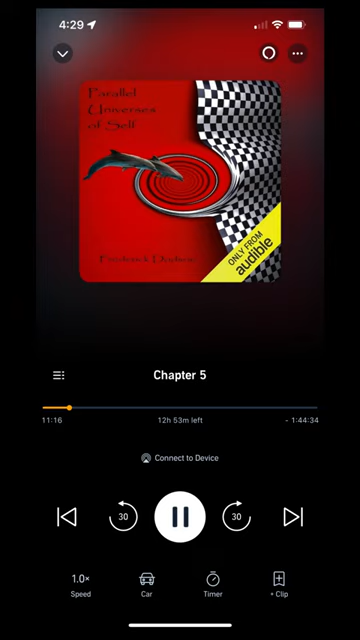 4:29
Parallel
Universes
of Self
Frederick Dodson
ONLY FROM
audible
Chapter 5
11:16
12h 53m left
- 1:44:34
Connect to Device
30
30
1.0×
Speed
Car
Timer
+ Clip